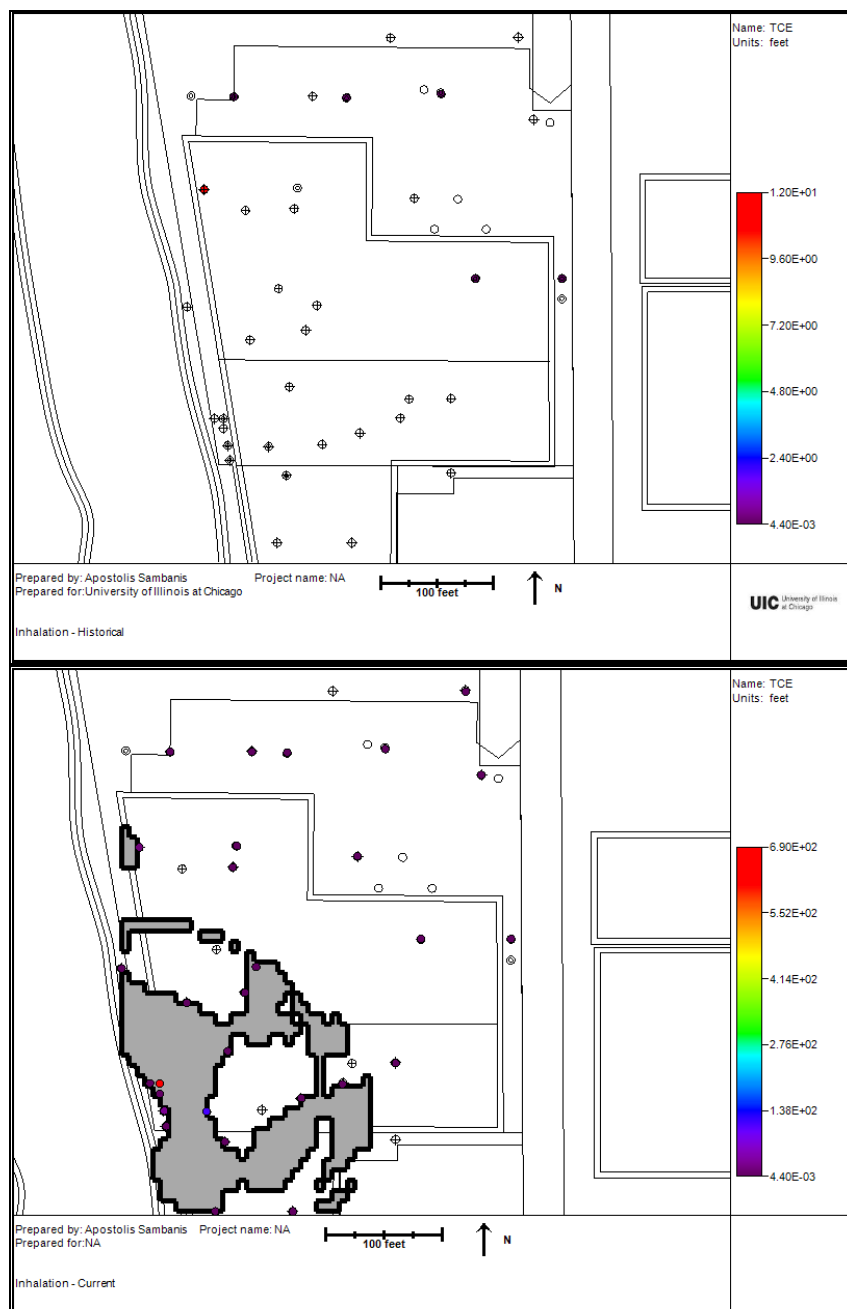 Name: TCE
Units: feet
1.20E+01
9.60E+00
7.20E+00
4.80E+00
2.40E+00
4.40E-03
Prepared by: Apostolis Sambanis Project name: NA
Prepared for:University of Illinois at Chicago
100 feet
N
UIC University of Illinois
at Chicago
Inhalation - Historical
Name: TCE
Units: feet
6.90E+02
5.52E+02
4.14E+02
2.76E+02
1.38E+02
4.40E-03
Prepared by: Apostolis Sambanis Project name: NA
Prepared for:NA
100 feet
N
Inhalation - Current